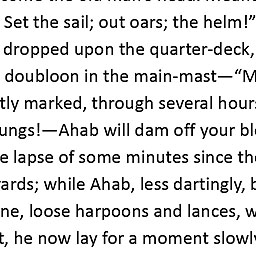 Set the sail; out oars; the helm!”
dropped upon the quarter-deck,
doubloon in the main-mast—“M
tly marked, through several hour
ungs!—Ahab will dam off your bl
e lapse of some minutes since th
ards; while Ahab, less dartingly, b
ne, loose harpoons and lances, w
t, he now lay for a moment slowl